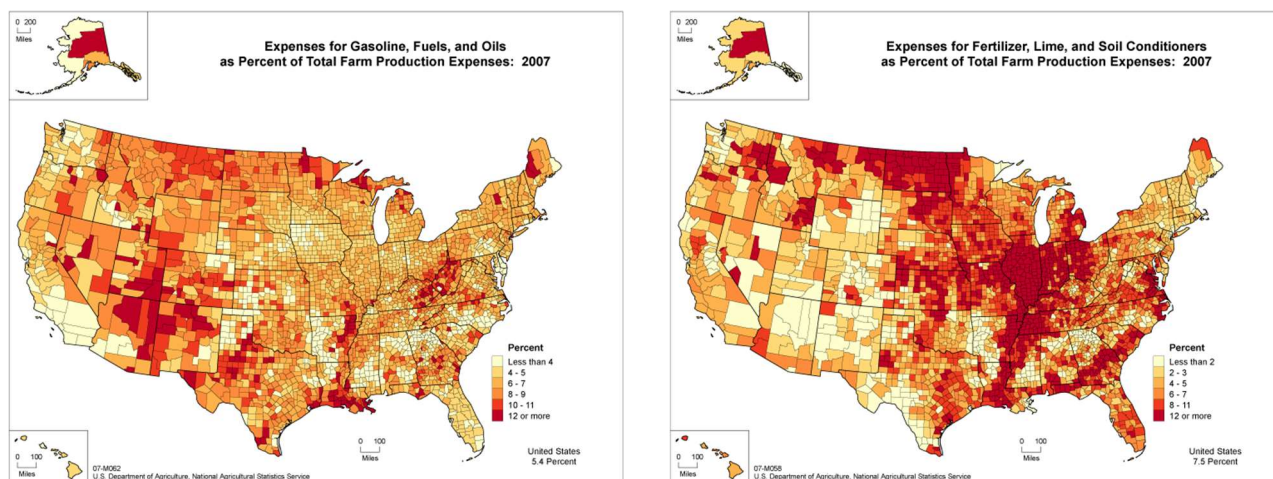 0 200
Miles
Expenses for Gasoline, Fuels, and Oils
as Percent of Total Farm Production Expenses: 2007
Percent
Less than 4
4 - 5
6 - 7
8 - 9
10 - 11
12 or more
0 100
Miles
0 100
Miles
United States
5.4 Percent
07-M062
U.S. Department of Agriculture, National Agricultural Statistics Service
0 200
Miles
Expenses for Fertilizer, Lime, and Soil Conditioners
as Percent of Total Farm Production Expenses: 2007
Percent
Less than 2
2 - 3
4 - 5
6 - 7
8 - 11
12 or more
0 100
Miles
0 100
Miles
United States
7.5 Percent
07-M058
U.S. Department of Agriculture, National Agricultural Statistics Service